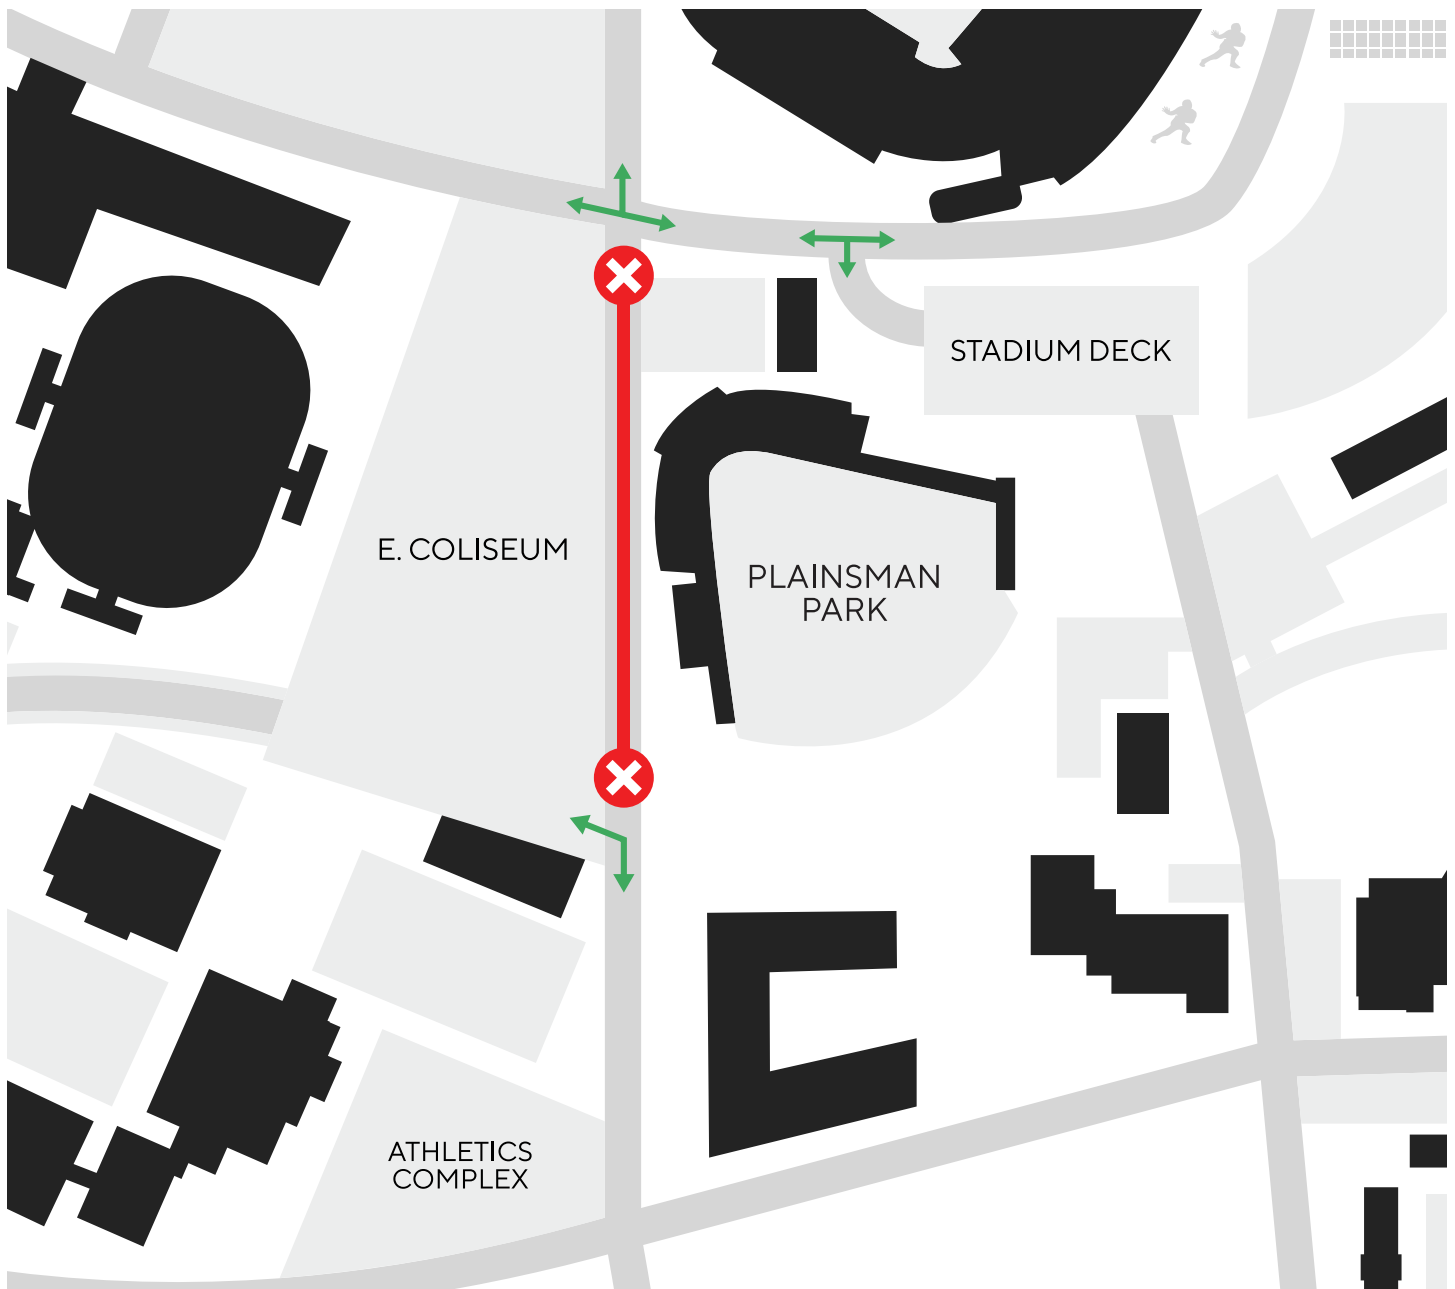 STADIUM DECK
E. COLISEUM
PLAINSMAN
PARK
ATHLETICS
COMPLEX